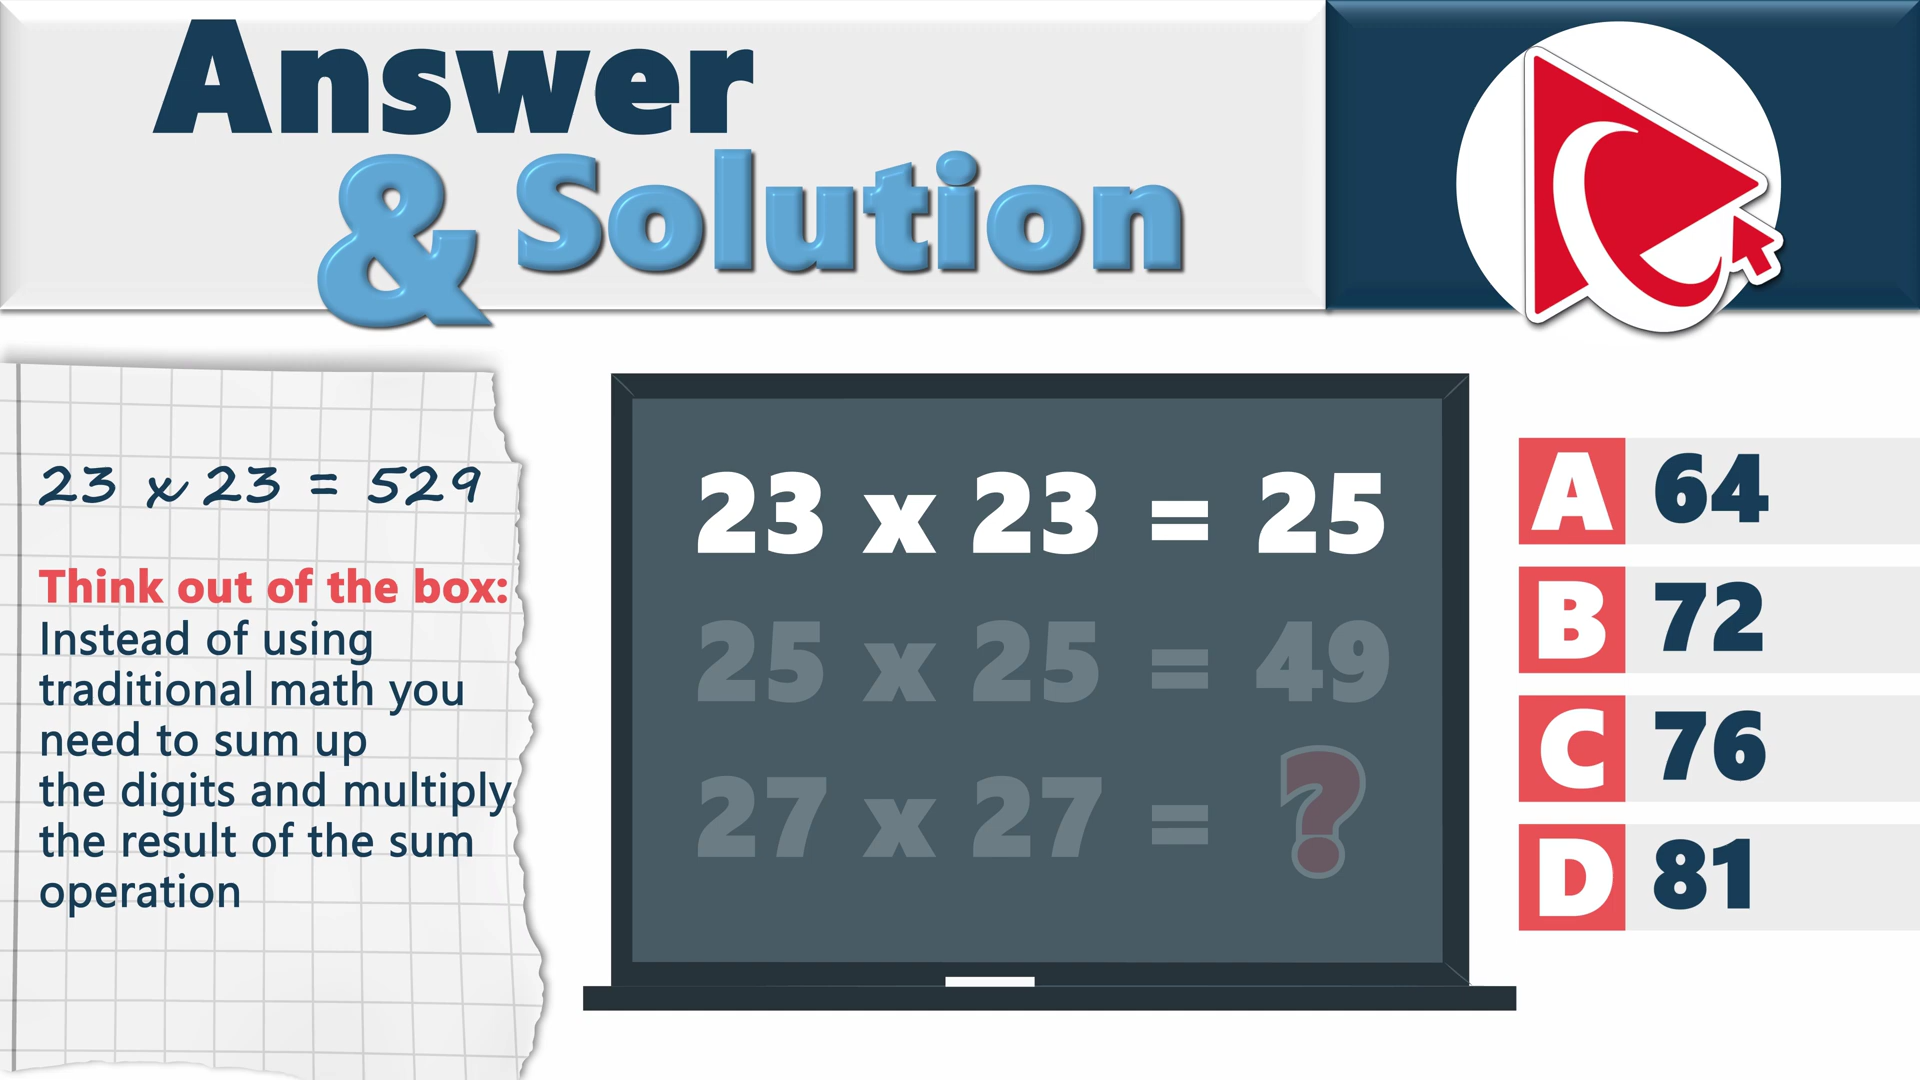 Answer
& Solution
23 x 23 = 529
Think out of the box:
Instead of using
traditional math you
need to sum up
the digits and multiply
the result of the sum
operation
23 x 23 = 25
25 x 25 = 49
27 x 27 = ?
A 64
B 72
C 76
D 81